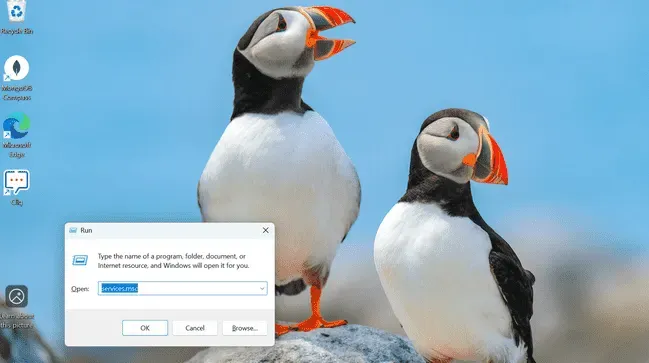 Recycle Bin
MongoDB
Compass
Microsoft
Edge
Cliq
Learn about
this picture
Run
Type the name of a program, folder, document, or
Internet resource, and Windows will open it for you.
Open:
services.msc
OK
Cancel
Browse...